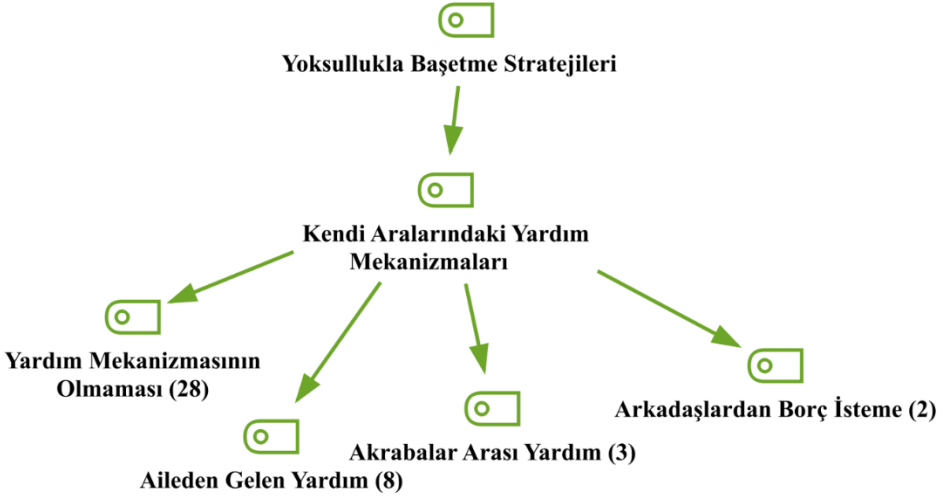 Yoksullukla Başetme Stratejileri
Kendi Aralarındaki Yardım
Mekanizmaları
Yardım Mekanizmasının
Olmaması (28)
Aileden Gelen Yardım (8)
Akrabalar Arası Yardım (3)
Arkadaşlardan Borç İsteme (2)